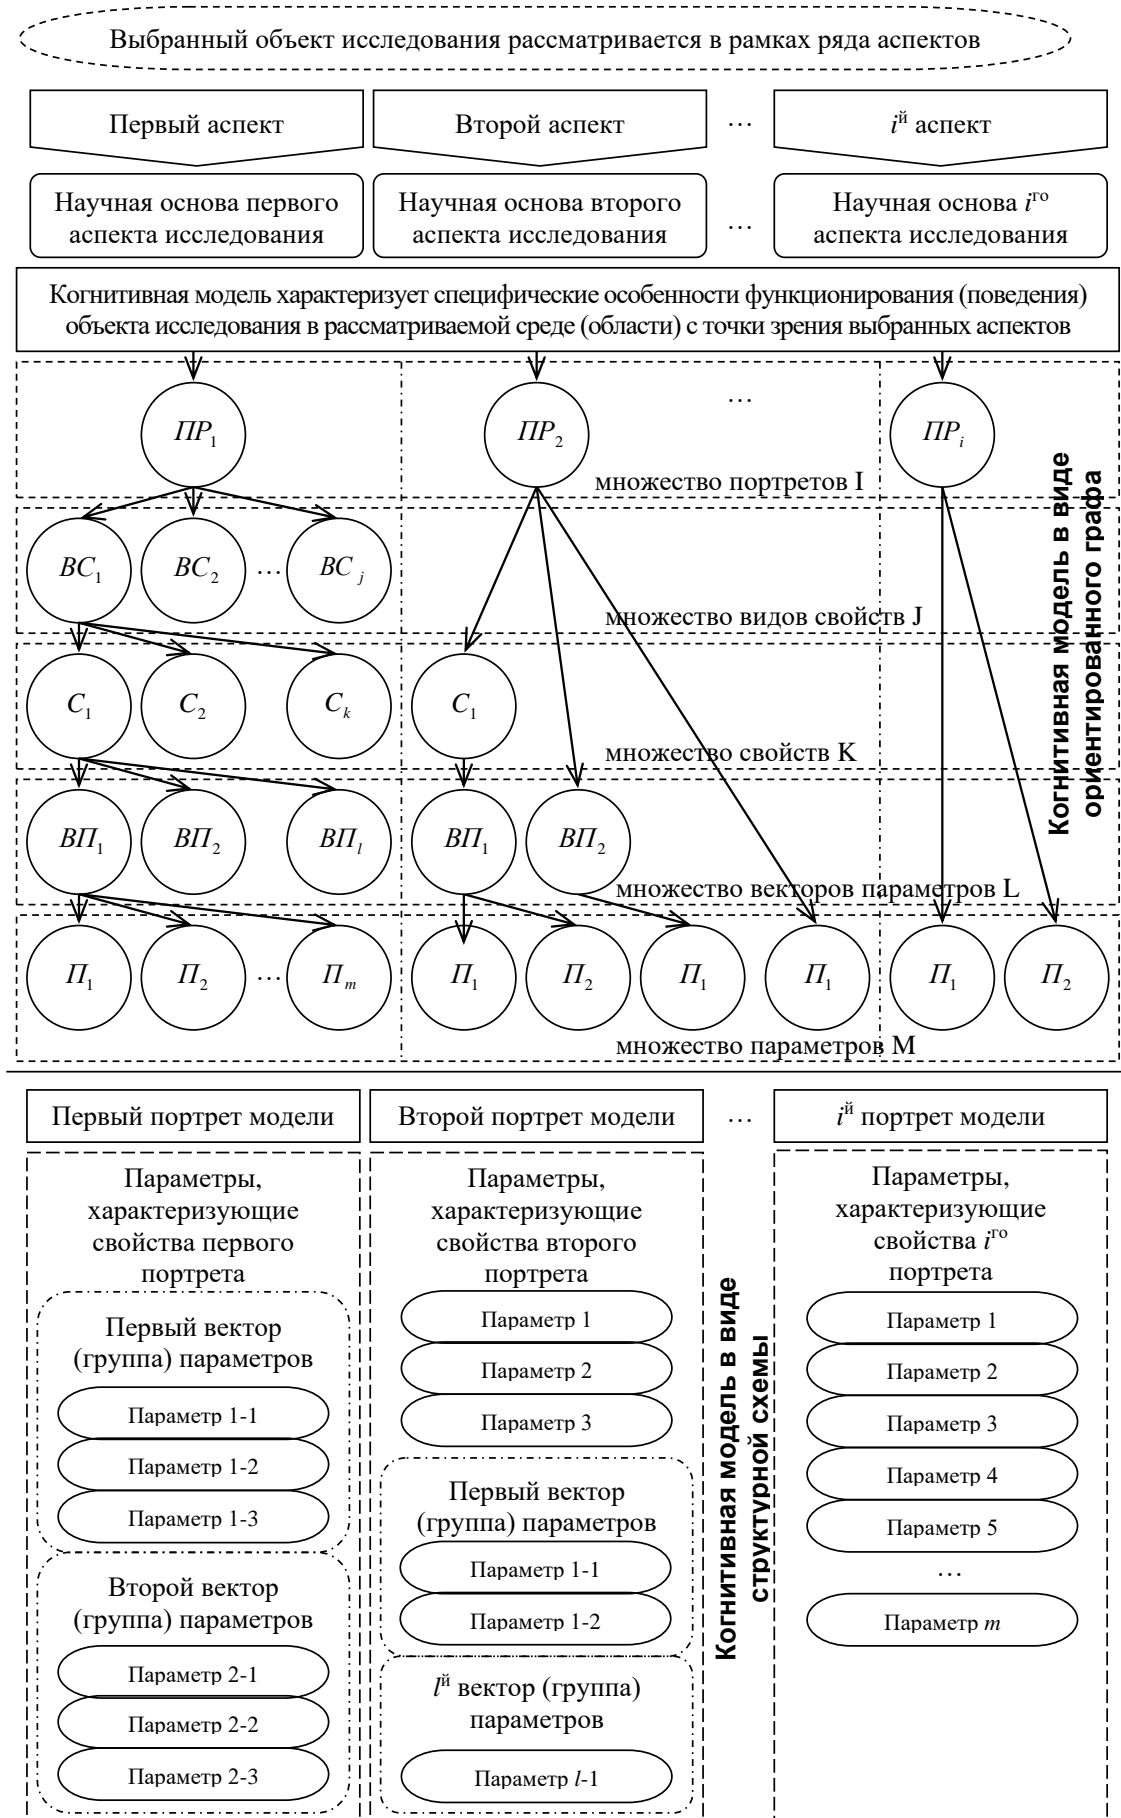 Выбранный объект исследования рассматривается в рамках ряда аспектов
Первый аспект
Второй аспект
…
iй аспект
Научная основа первого
аспекта исследования
Научная основа второго
аспекта исследования
…
Научная основа iго
аспекта исследования
Когнитивная модель характеризует специфические особенности функционирования (поведения)
объекта исследования в рассматриваемой среде (области) с точки зрения выбранных аспектов
ПР1
ПР2
…
ПРi
множество портретов I
ВС1
ВС2
…
ВСj
множество видов свойств J
С1
С2
Сk
С1
множество свойств K
ВП1
ВП2
ВПl
ВП1
ВП2
множество векторов параметров L
П1
П2
…
Пm
П1
П2
П1
П1
П1
П2
множество параметров M
Когнитивная модель в виде
ориентированного графа
Первый портрет модели
Второй портрет модели
…
iй портрет модели
Параметры,
характеризующие
свойства первого
портрета
Первый вектор
(группа) параметров
Параметр 1-1
Параметр 1-2
Параметр 1-3
Второй вектор
(группа) параметров
Параметр 2-1
Параметр 2-2
Параметр 2-3
Параметры,
характеризующие
свойства второго
портрета
Параметр 1
Параметр 2
Параметр 3
Первый вектор
(группа) параметров
Параметр 1-1
Параметр 1-2
lй вектор (группа)
параметров
Параметр l-1
Когнитивная модель в виде
структурной схемы
Параметры,
характеризующие
свойства iго
портрета
Параметр 1
Параметр 2
Параметр 3
Параметр 4
Параметр 5
…
Параметр m